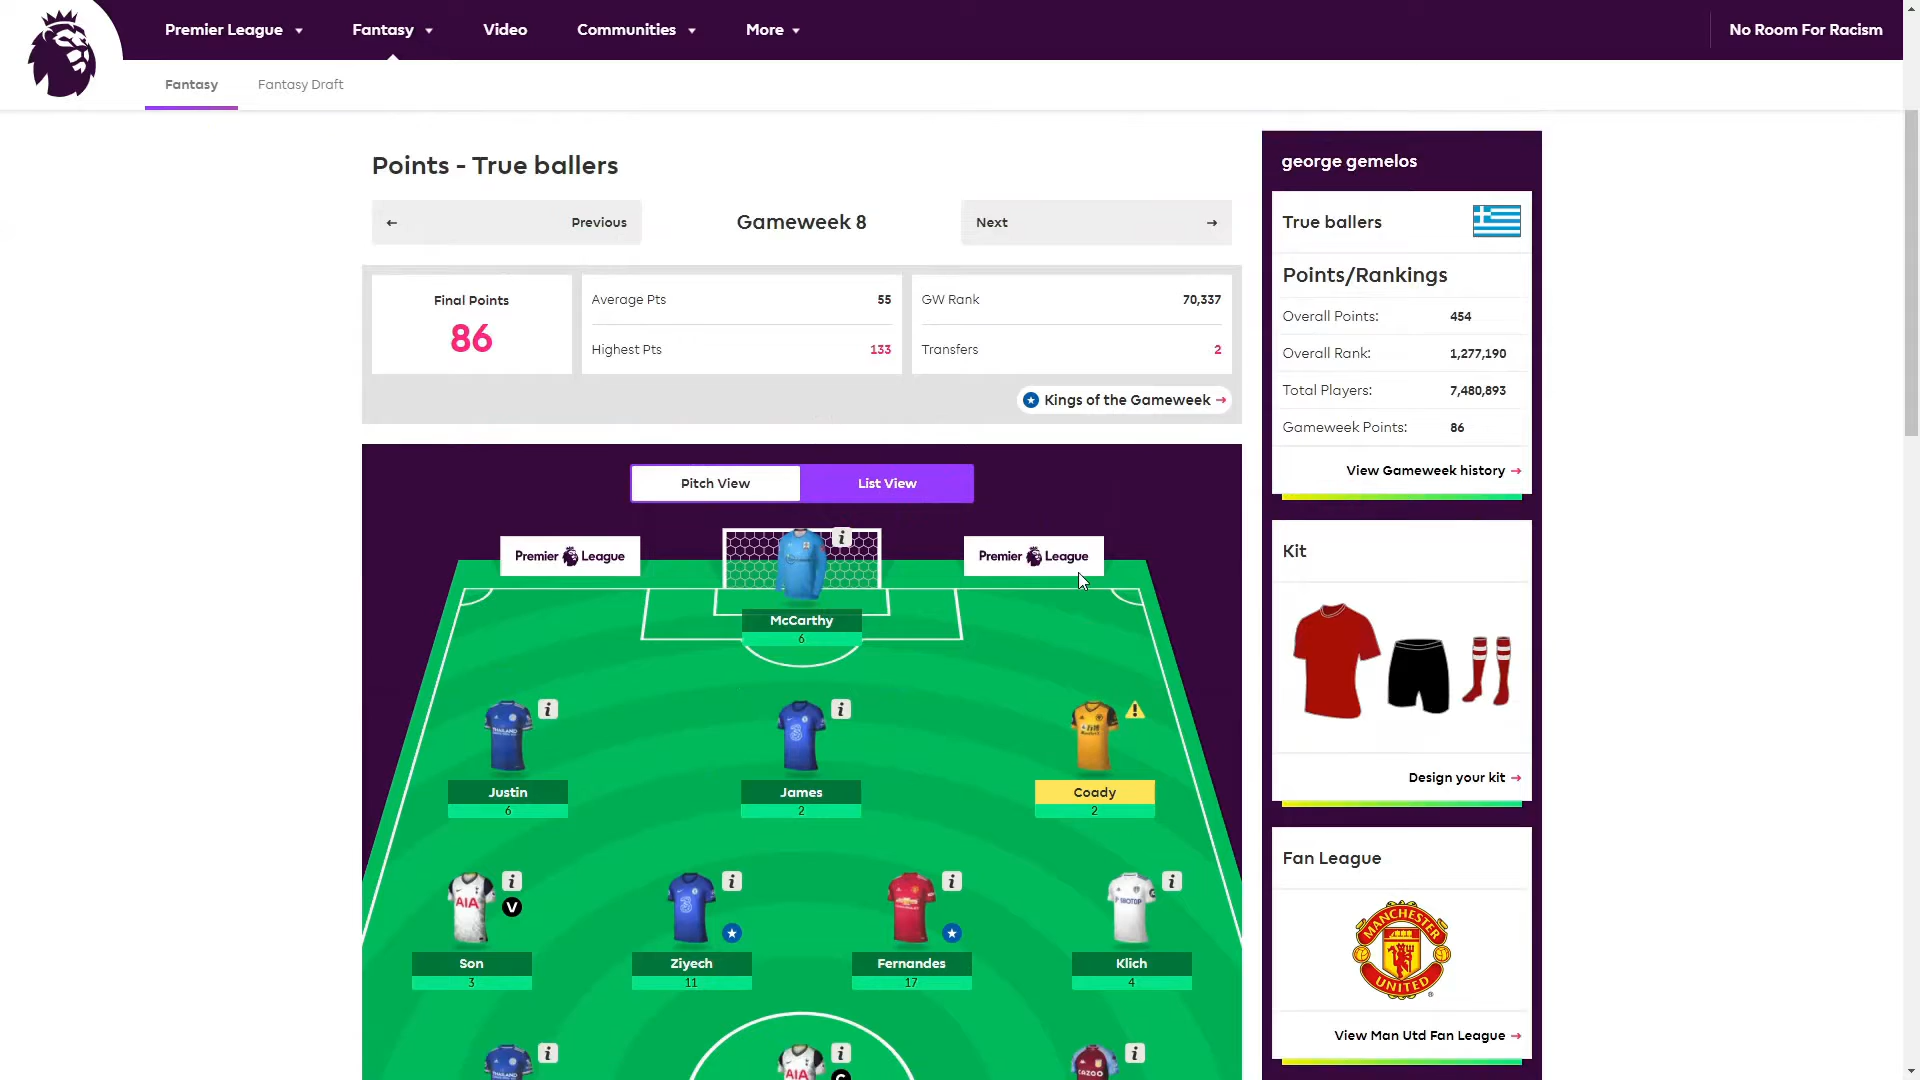 Premier League
Fantasy
Video
Communities
More
No Room For Racism
Fantasy
Fantasy Draft
Points - True ballers
Previous
Gameweek 8
Next
Final Points
86
Average Pts 55
Highest Pts 133
GW Rank 70,337
Transfers 2
Kings of the Gameweek
Pitch View
List View
Premier League
Premier League
McCarthy
6
Justin
6
James
2
Coady
2
AIA
V
Son
3
3
Ziyech
11
Fernandes
17
Klich
4
AIA
george gemelos
True ballers
Points/Rankings
Overall Points: 454
Overall Rank: 1,277,190
Total Players: 7,480,893
Gameweek Points: 86
View Gameweek history
Kit
Design your kit
Fan League
MANCHESTER
UNITED
View Man Utd Fan League